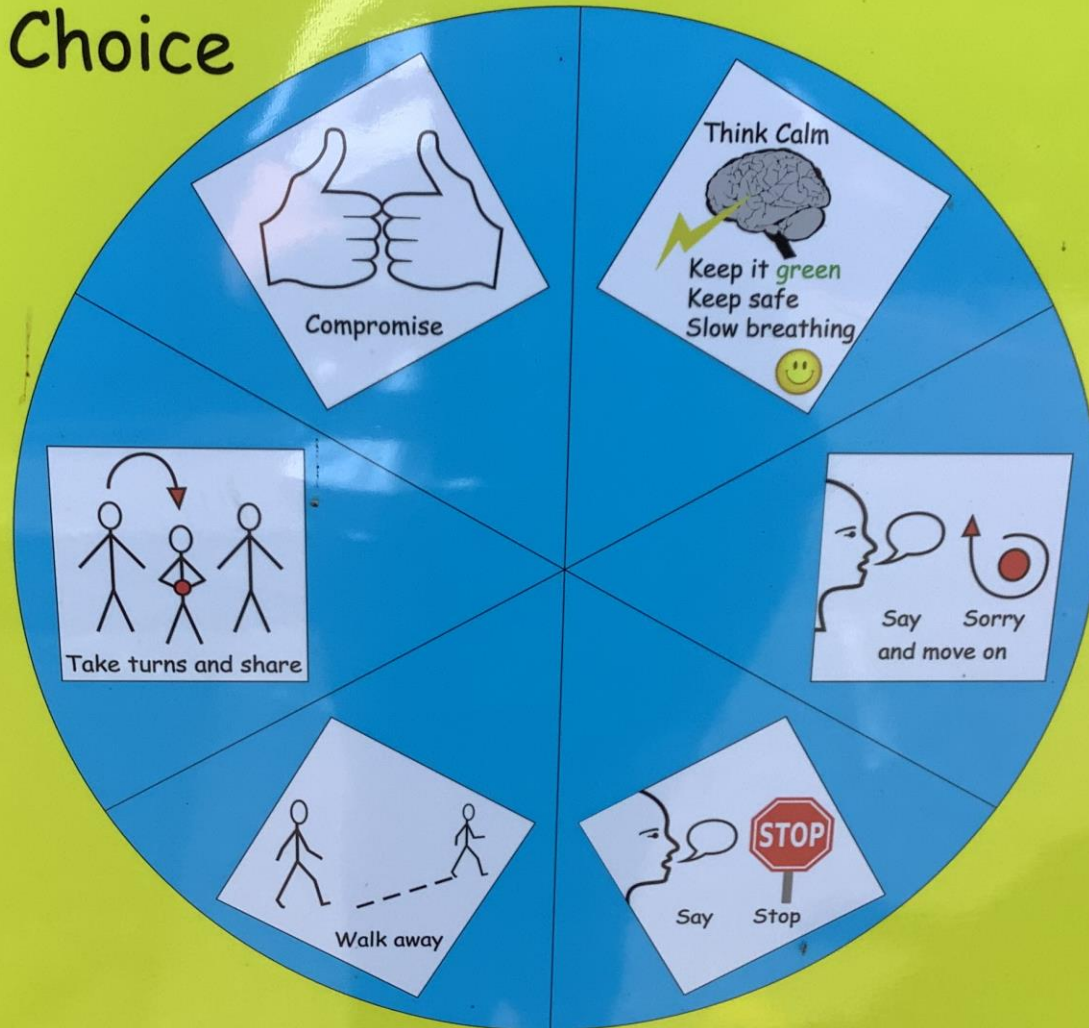 Choice
Compromise
Think Calm
Keep it green
Keep safe
Slow breathing
Take turns and share
Say Sorry
and move on
Walk away
STOP
Say Stop